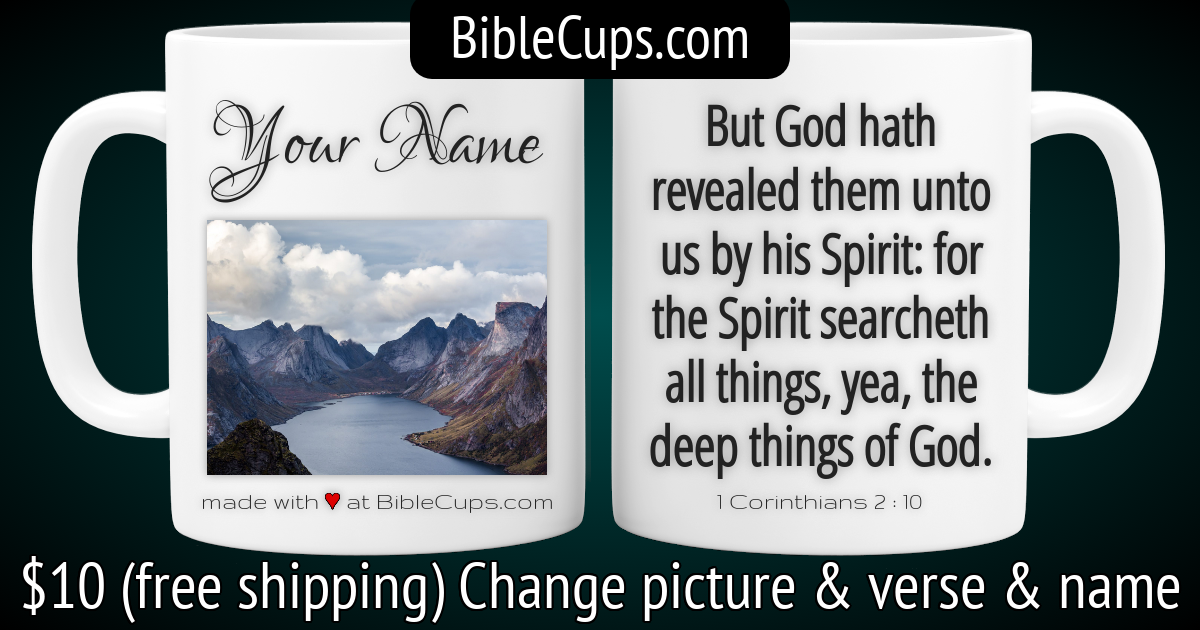 BibleCups.com
Your Name
made with ♥ at BibleCups.com
But God hath
revealed them unto
us by his Spirit: for
the Spirit searcheth
all things, yea, the
deep things of God.
1 Corinthians 2 : 10
$10 (free shipping) Change picture & verse & name